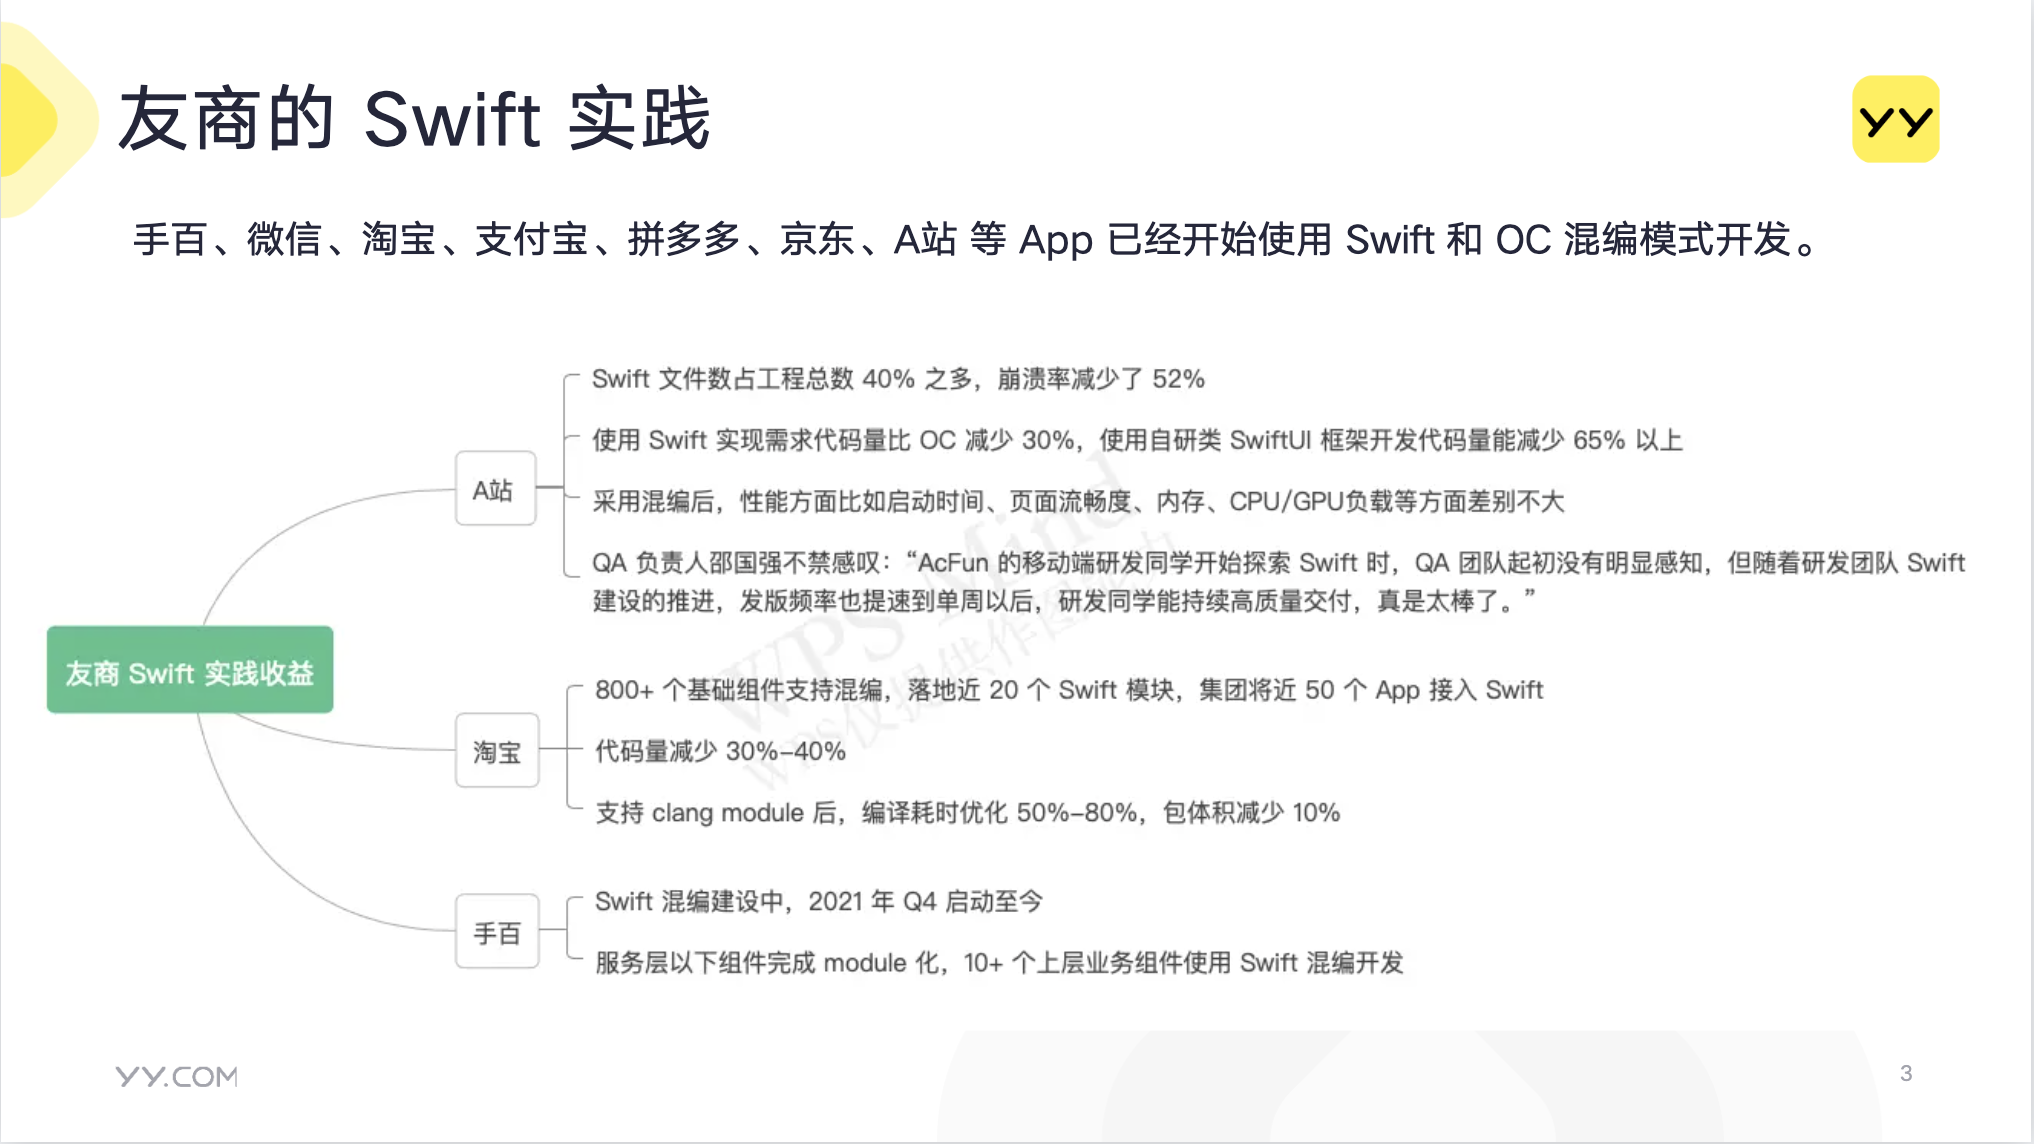 友商的 Swift 实践
YY
手百、微信、淘宝、支付宝、拼多多、京东、A站 等 App 已经开始使用 Swift 和 OC 混编模式开发。
友商 Swift 实践收益
A站
Swift 文件数占工程总数 40% 之多，崩溃率减少了 52%
使用 Swift 实现需求代码量比 OC 减少 30%，使用自研类 SwiftUI 框架开发代码量能减少 65% 以上
采用混编后，性能方面比如启动时间、页面流畅度、内存、CPU/GPU负载等方面差别不大
QA 负责人邵国强不禁感叹：“AcFun 的移动端研发同学开始探索 Swift 时，QA 团队起初没有明显感知，但随着研发团队 Swift
建设的推进，发版频率也提速到单周以后，研发同学能持续高质量交付，真是太棒了。”
淘宝
800+ 个基础组件支持混编，落地近 20 个 Swift 模块，集团将近 50 个 App 接入 Swift
代码量减少 30%–40%
支持 clang module 后，编译耗时优化 50%–80%，包体积减少 10%
手百
Swift 混编建设中，2021 年 Q4 启动至今
服务层以下组件完成 module 化，10+ 个上层业务组件使用 Swift 混编开发
WPS Mind
YY.COM
3